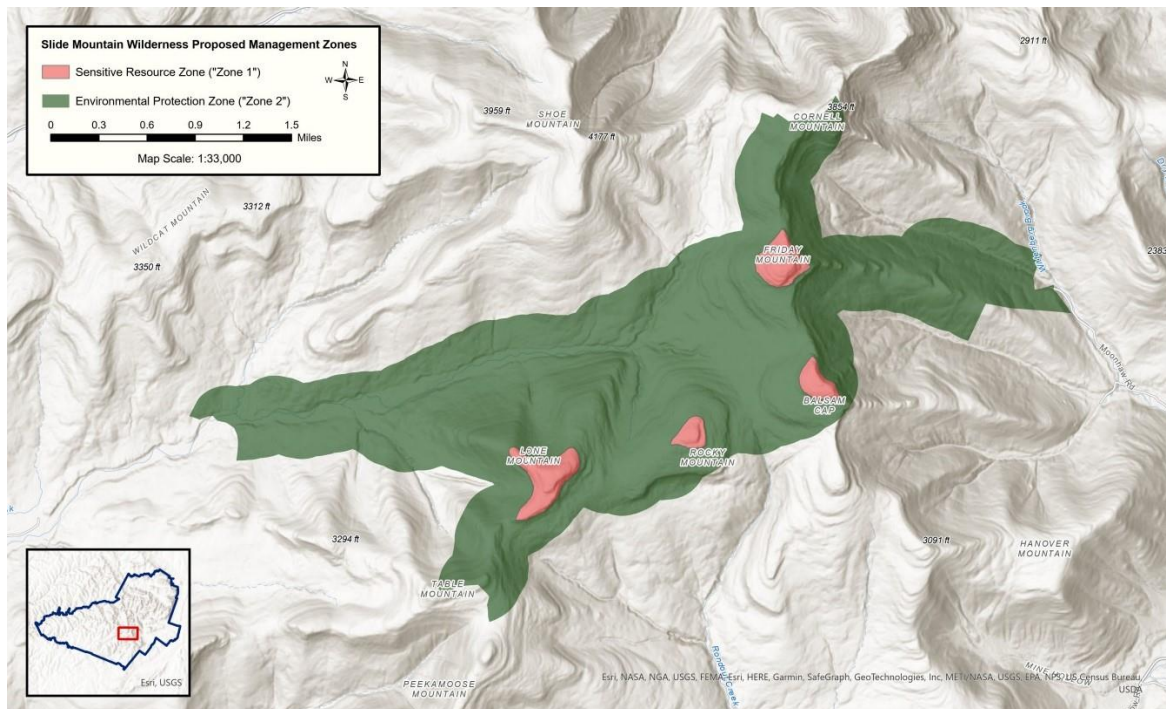 Slide Mountain Wilderness Proposed Management Zones
Sensitive Resource Zone ("Zone 1")
Environmental Protection Zone ("Zone 2")
N
W E
S
0 0.3 0.6 0.9 1.2 1.5
Miles
Map Scale: 1:33,000
2911 ft
3959 ft
SHOE
MOUNTAIN
4177 ft
CORNELL
MOUNTAIN
WILDCAT MOUNTAIN
3312 ft
3350 ft
FRIDAY
MOUNTAIN
2383
Moonhaw Rd
BALSAM
CAP
ROCKY
MOUNTAIN
LONE
MOUNTAIN
3294 ft
3091 ft
HANOVER
MOUNTAIN
TABLE
MOUNTAIN
PEEKAMOOSE
MOUNTAIN
Rondout Creek
Esri, USGS
Esri, NASA, NGA, USGS, FEMA, Esri, HERE, Garmin, SafeGraph, GeoTechnologies, Inc, METI/NASA, USGS, EPA, NPS, US Census Bureau,
USDA